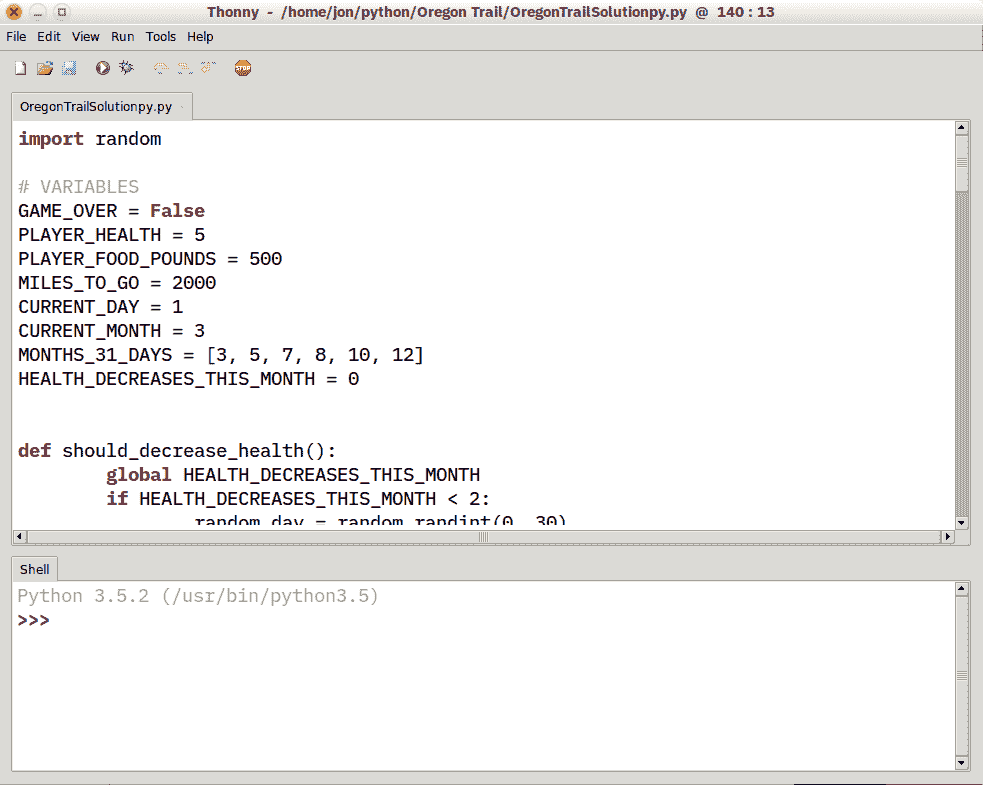 Thonny - /home/jon/python/Oregon Trail/OregonTrailSolutionpy.py @ 140 : 13
File Edit View Run Tools Help
STOP
OregonTrailSolutionpy.py
import random
# VARIABLES
GAME_OVER = False
PLAYER_HEALTH = 5
PLAYER_FOOD_POUNDS = 500
MILES_TO_GO = 2000
CURRENT_DAY = 1
CURRENT_MONTH = 3
MONTHS_31_DAYS = [3, 5, 7, 8, 10, 12]
HEALTH_DECREASES_THIS_MONTH = 0
def should_decrease_health():
global HEALTH_DECREASES_THIS_MONTH
if HEALTH_DECREASES_THIS_MONTH < 2:
random_day = random.randint(0, 30)
Shell
Python 3.5.2 (/usr/bin/python3.5)
>>>